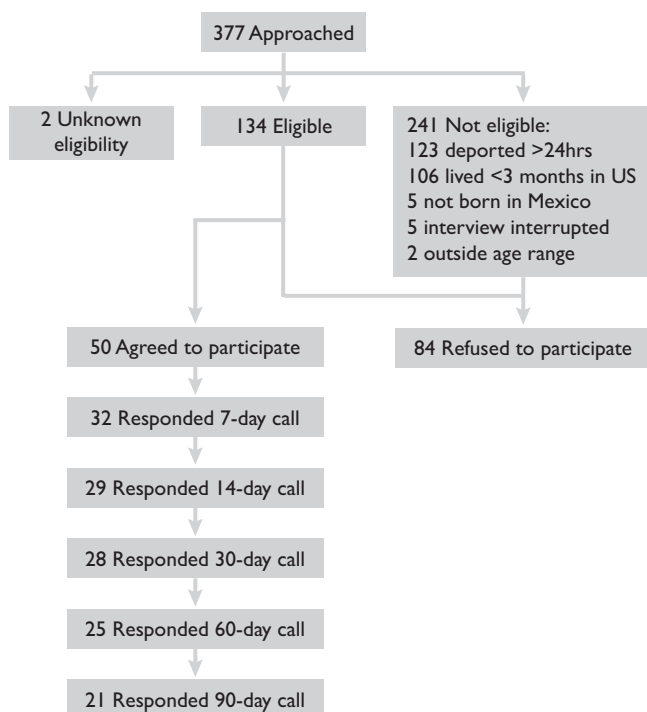 377 Approached
2 Unknown
eligibility
134 Eligible
241 Not eligible:
123 deported >24hrs
106 lived <3 months in US
5 not born in Mexico
5 interview interrupted
2 outside age range
50 Agreed to participate
84 Refused to participate
32 Responded 7-day call
29 Responded 14-day call
28 Responded 30-day call
25 Responded 60-day call
21 Responded 90-day call